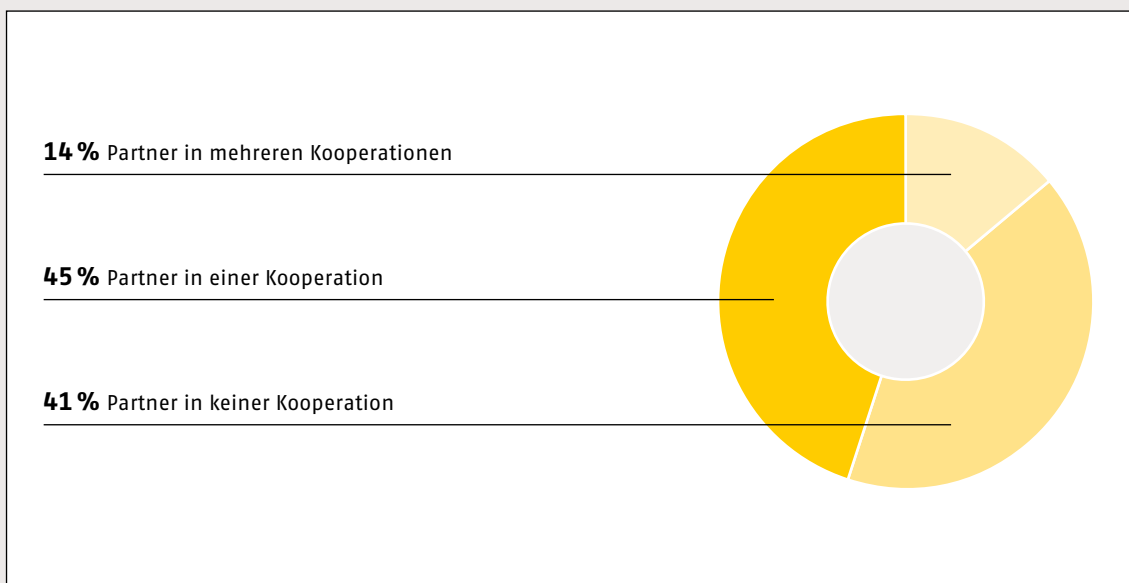 14 % Partner in mehreren Kooperationen
45 % Partner in einer Kooperation
41 % Partner in keiner Kooperation